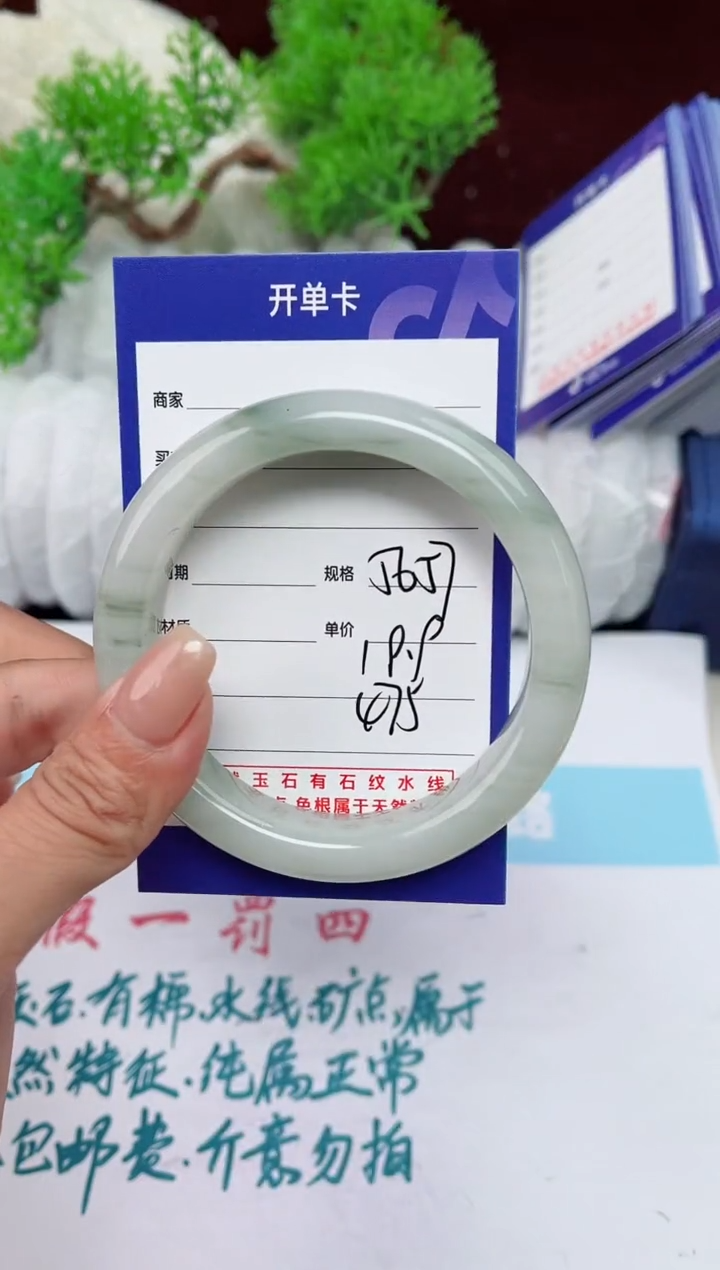 开单卡
商家
买
期
规格
材质
单价
475
玉石有石纹水线
色根属于天然
假一罚四
石.有棉.水线.矿点,属于
然特征.纯属正常
包邮费.介意勿拍